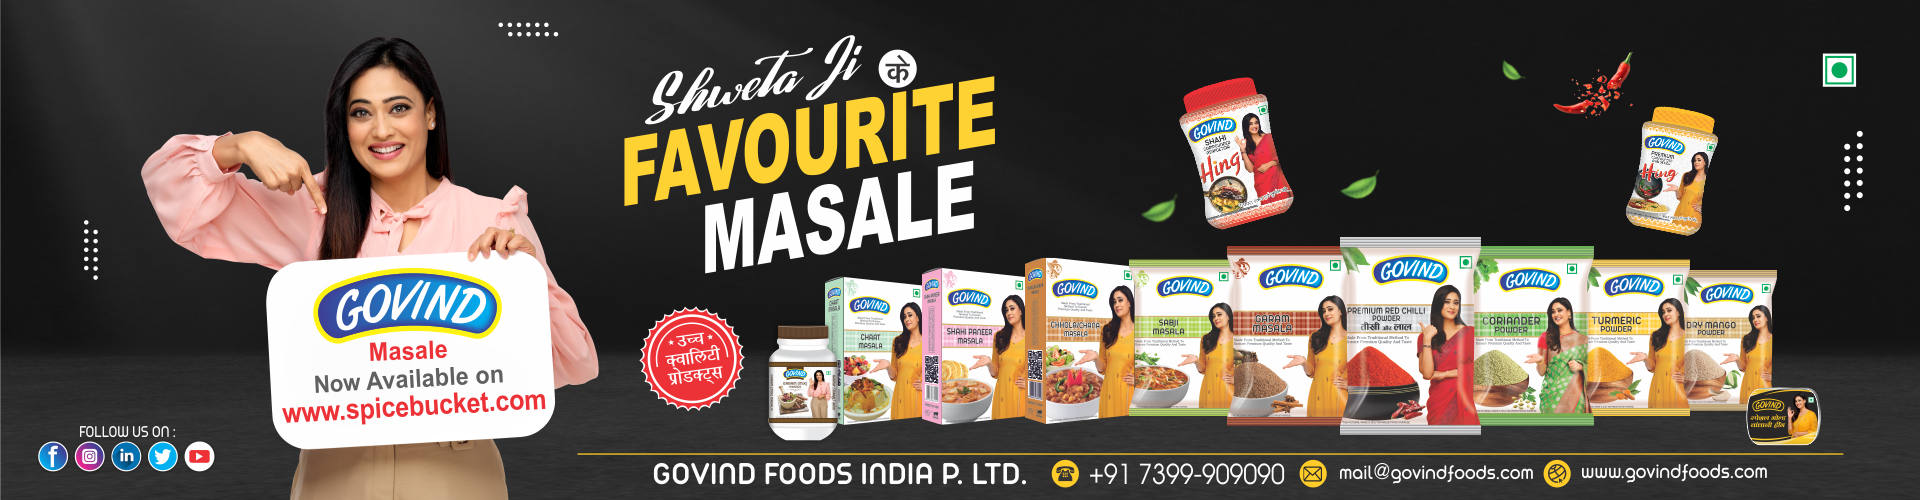 Shweta Ji के
FAVOURITE
MASALE
GOVIND
Masale
Now Available on
www.spicebucket.com
FOLLOW US ON :
उच्च
क्वालिटी
प्रोडक्ट्स
GOVIND
SHAHI
Hing
GOVIND
PREMIUM
Hing
GOVIND
GOVIND
CHAAT
MASALA
GOVIND
SHAHI PANEER
MASALA
GOVIND
CHHOLA/CHANA
MASALA
GOVIND
SABJI
MASALA
GOVIND
GARAM
MASALA
GOVIND
PREMIUM RED CHILLI
POWDER
तीखी और लाल
GOVIND
CORIANDER
POWDER
GOVIND
TURMERIC
POWDER
GOVIND
DRY MANGO
POWDER
GOVIND
GOVIND FOODS INDIA P. LTD.
+91 7399-909090
mail@govindfoods.com
www.govindfoods.com